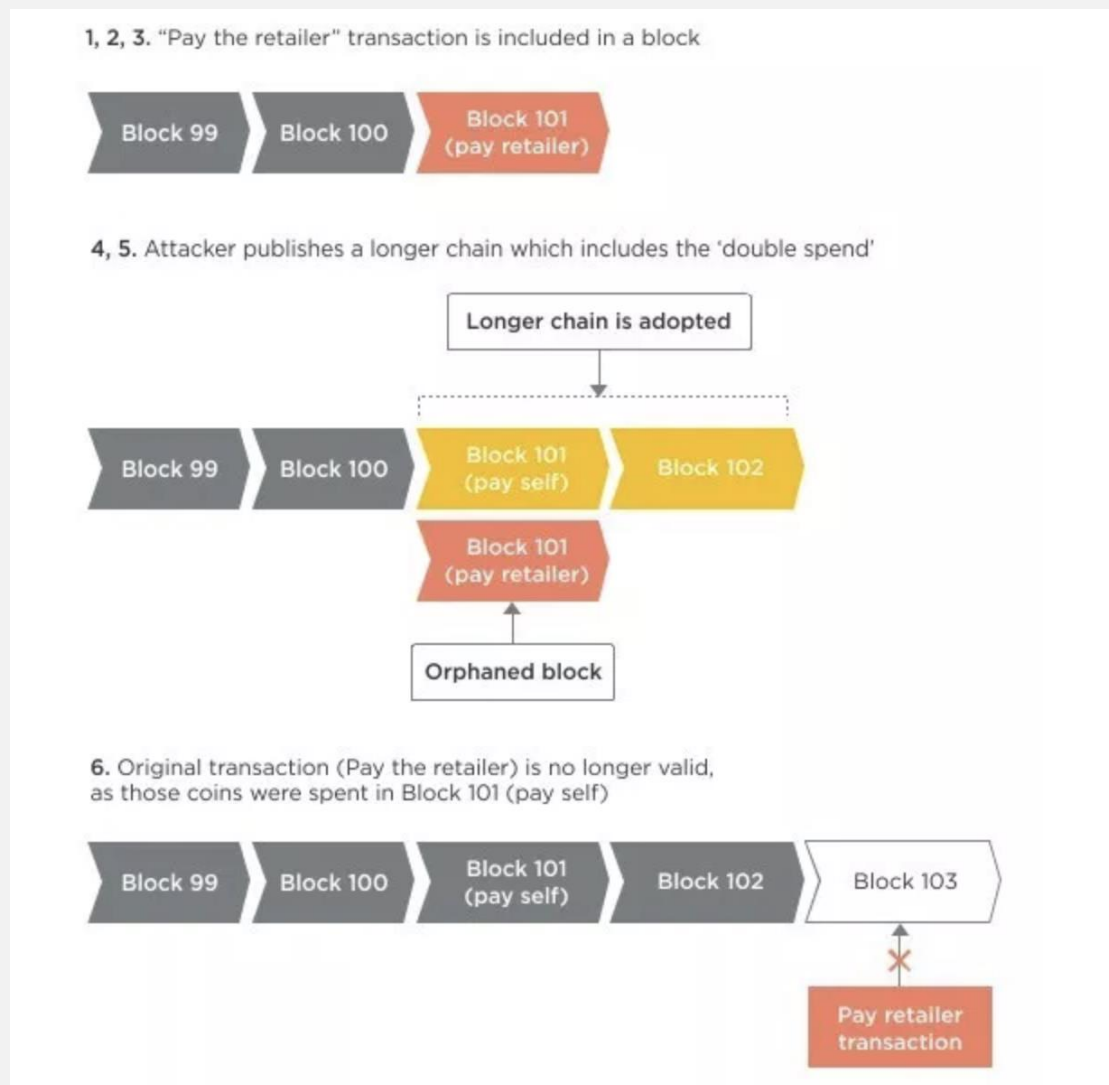 1, 2, 3. “Pay the retailer” transaction is included in a block
Block 99
Block 100
Block 101
(pay retailer)
4, 5. Attacker publishes a longer chain which includes the ‘double spend’
Longer chain is adopted
Block 99
Block 100
Block 101
(pay self)
Block 102
Block 101
(pay retailer)
Orphaned block
6. Original transaction (Pay the retailer) is no longer valid,
as those coins were spent in Block 101 (pay self)
Block 99
Block 100
Block 101
(pay self)
Block 102
Block 103
Pay retailer
transaction